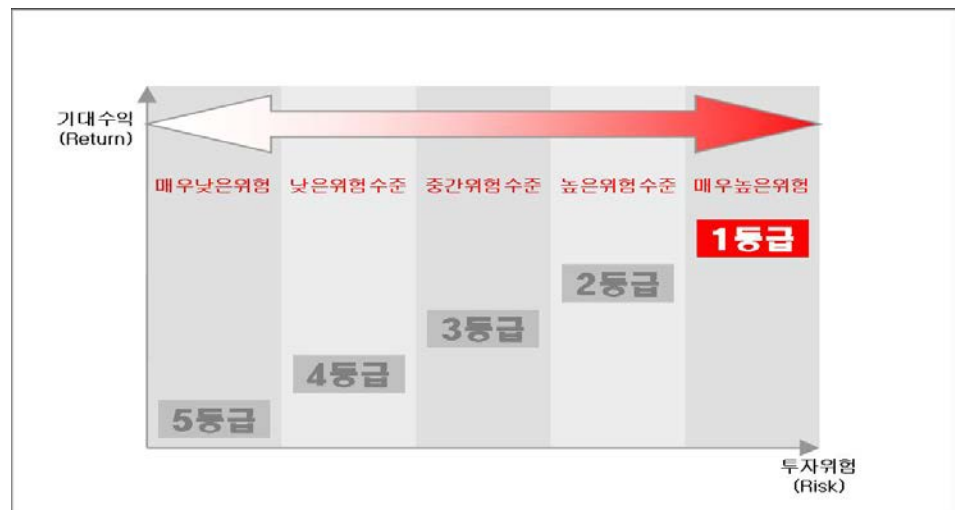 기대수익
(Return)
매우낮은위험 낮은위험수준 중간위험수준 높은위험수준 매우높은위험
1등급
2등급
3등급
4등급
5등급
투자위험
(Risk)